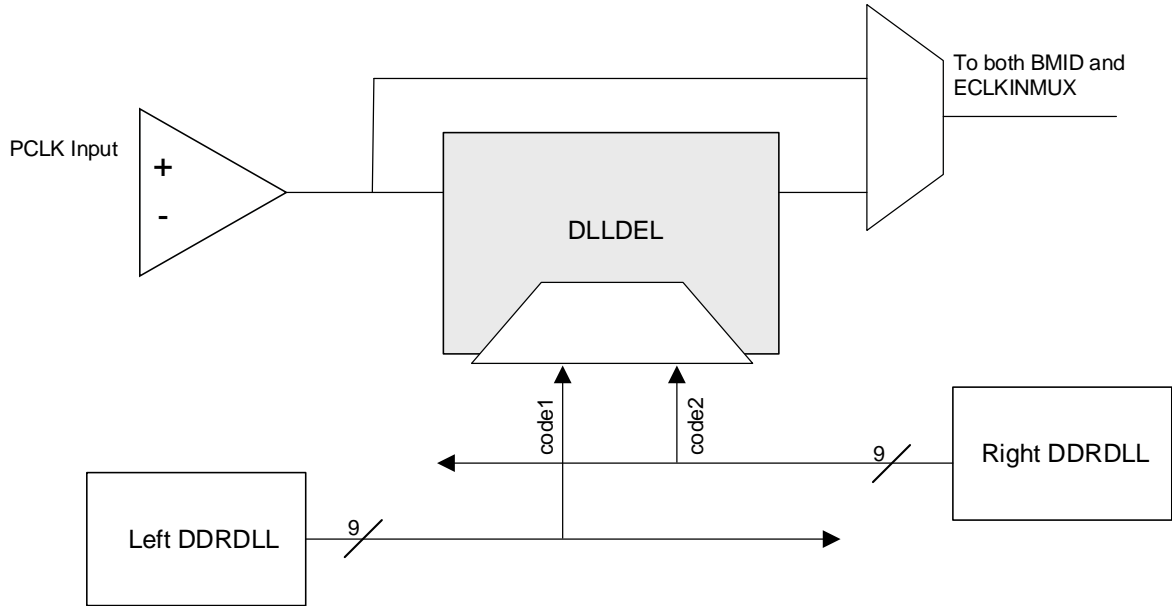 To both BMID and
ECLKINMUX
PCLK Input
+
-
DLLDEL
code1
code2
9
Right DDRDLL
9
Left DDRDLL